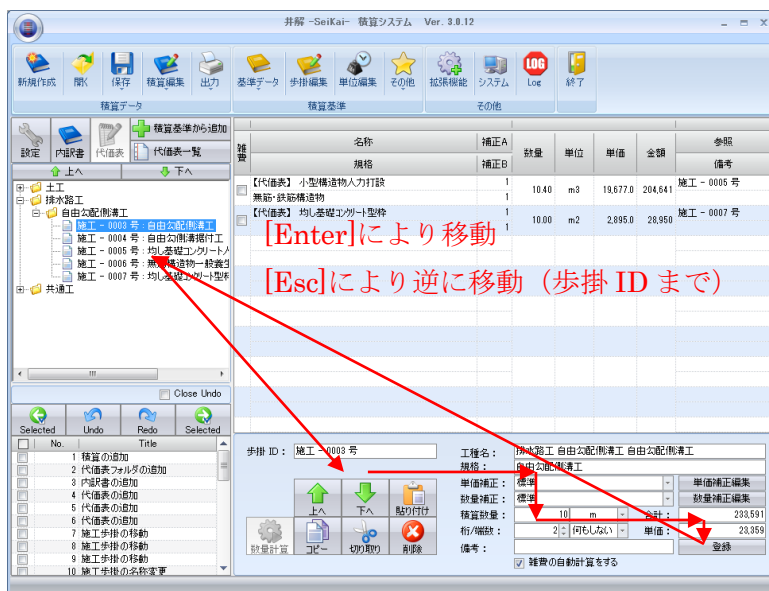 井解 -SeiKai- 積算システム Ver. 3.0.12
新規作成 開く 保存 積算編集 出力 基準データ 歩掛編集 単位編集 その他 拡張機能 システム Log 終了
積算データ 積算基準 その他
設定 内訳書 代価表 積算基準から追加
代価表一覧
上へ 下へ
土工
排水路工
自由勾配側溝工
施工 - 0003 号 : 自由勾配側溝工
施工 - 0004 号 : 自由勾配側溝据付工
施工 - 0005 号 : 均し基礎コンクリート人
施工 - 0006 号 : 無筋構造物一般養生
施工 - 0007 号 : 均し基礎コンクリート型枠
共通工
雑費 名称 補正A 数量 単位 単価 金額 参照
規格 補正B 備考
【代価表】 小型構造物人力打設 1 10.40 m3 19,677.0 204,641 施工 - 0005 号
無筋・鉄筋構造物 1
【代価表】 均し基礎コンクリート型枠 1 10.00 m2 2,895.0 28,950 施工 - 0007 号
1
[Enter]により移動
[Esc]により逆に移動（歩掛 ID まで）
Close Undo
Selected Undo Redo Selected
No. Title
1 積算の追加
2 代価表フォルダの追加
3 内訳書の追加
4 代価表の追加
5 代価表の追加
6 代価表の追加
7 施工歩掛の移動
8 施工歩掛の移動
9 施工歩掛の移動
10 施工歩掛の名称変更
歩掛 ID : 施工 - 0003 号
上へ 下へ 貼り付け
数量計算 コピー 切り取り 削除
工種名 : 排水路工 自由勾配側溝工 自由勾配側溝工
規格 : 自由勾配側溝工
単価補正 : 標準 単価補正編集
数量補正 : 標準 数量補正編集
積算数量 : 10 m 合計 : 233,591
桁/端数 : 2 何もしない 単価 : 23,359
備考 : 登録
雑費の自動計算をする